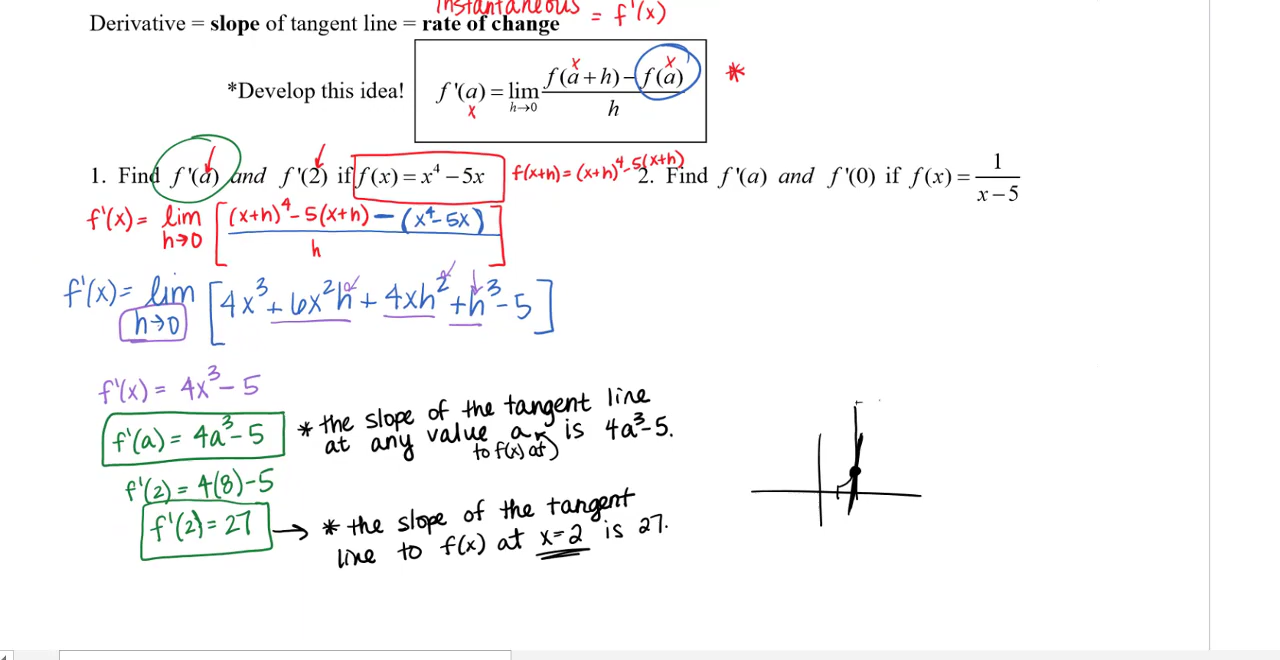 instantaneous = f'(x)
Derivative = slope of tangent line = rate of change
*Develop this idea! f '(a) = lim h→0 f(a+h) − f(a) / h *
x x x
1. Find f '(a) and f '(2) if f(x) = x⁴ − 5x f(x+h) = (x+h)⁴ − 5(x+h)
2. Find f '(a) and f '(0) if f(x) = 1 / x − 5
f'(x) = lim h→0 [ (x+h)⁴ − 5(x+h) − (x⁴ − 5x) / h ]
f'(x) = lim h→0 [ 4x³ + 6x²h + 4xh² + h³ − 5 ]
f'(x) = 4x³ − 5
f'(a) = 4a³ − 5
* the slope of the tangent line
at any value a is 4a³ − 5.
to f(x) at
f'(2) = 4(8) − 5
f'(2) = 27 → * the slope of the tangent
line to f(x) at x = 2 is 27.